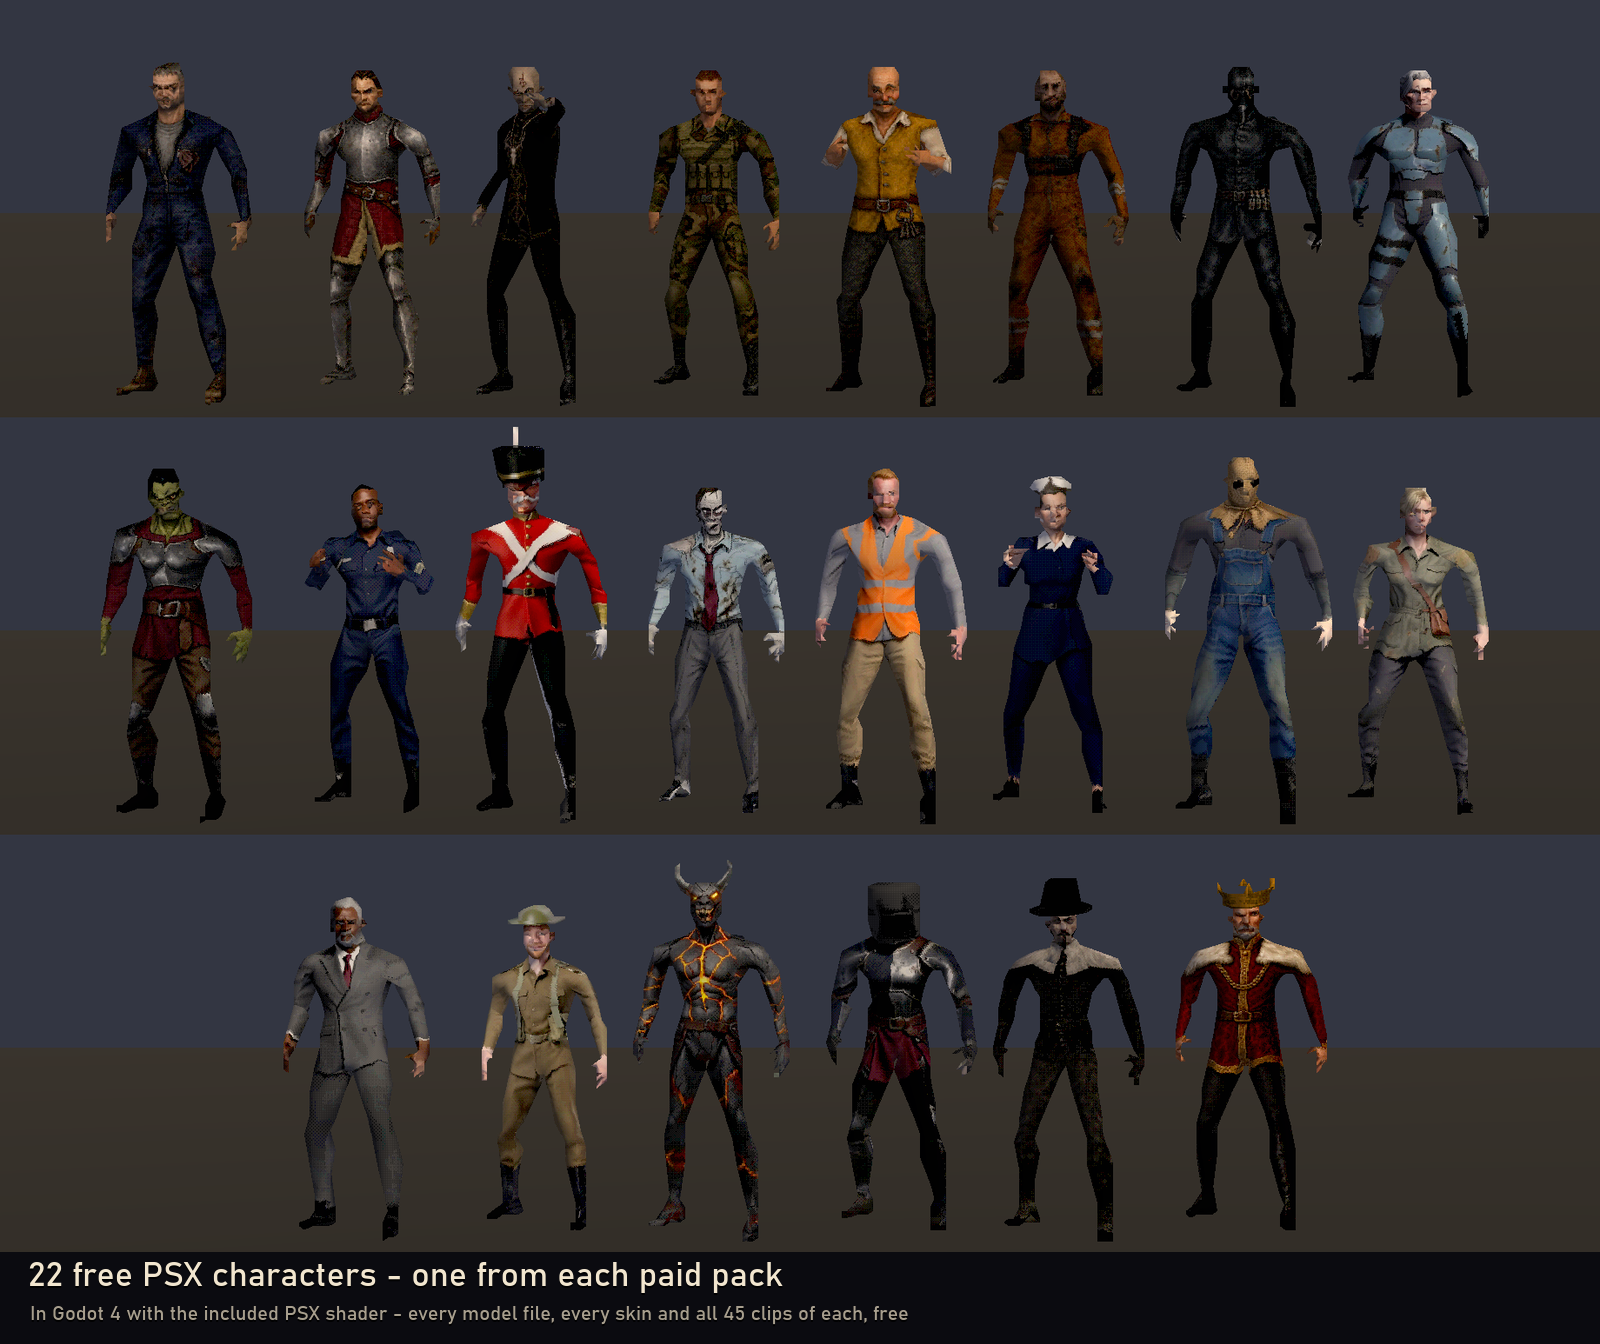 22 free PSX characters - one from each paid pack
In Godot 4 with the included PSX shader - every model file, every skin and all 45 clips of each, free